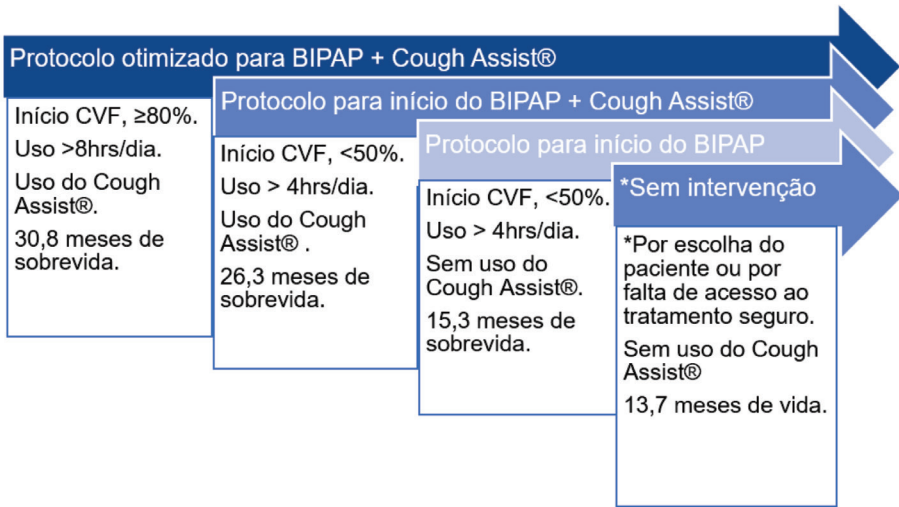 Protocolo otimizado para BIPAP + Cough Assist®
Início CVF, ≥80%.
Uso >8hrs/dia.
Uso do Cough
Assist®.
30,8 meses de
sobrevida.
Protocolo para início do BIPAP + Cough Assist®
Início CVF, <50%.
Uso > 4hrs/dia.
Uso do Cough
Assist® .
26,3 meses de
sobrevida.
Protocolo para início do BIPAP
Início CVF, <50%.
Uso > 4hrs/dia.
Sem uso do
Cough Assist®.
15,3 meses de
sobrevida.
*Sem intervenção
*Por escolha do
paciente ou por
falta de acesso ao
tratamento seguro.
Sem uso do Cough
Assist®
13,7 meses de vida.